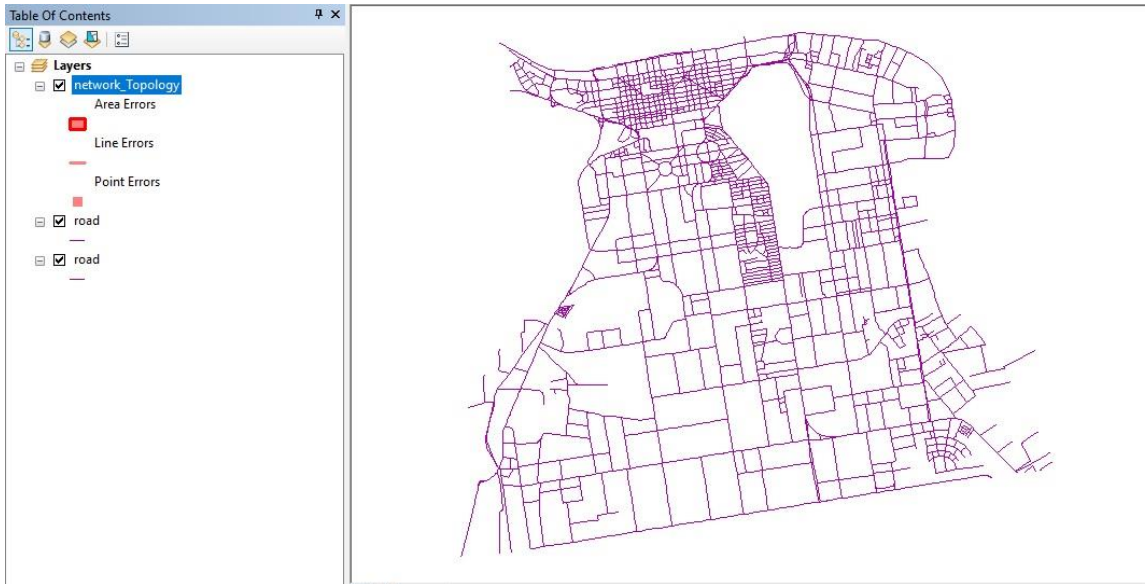 Table Of Contents
Layers
network_Topology
Area Errors
Line Errors
Point Errors
road
road